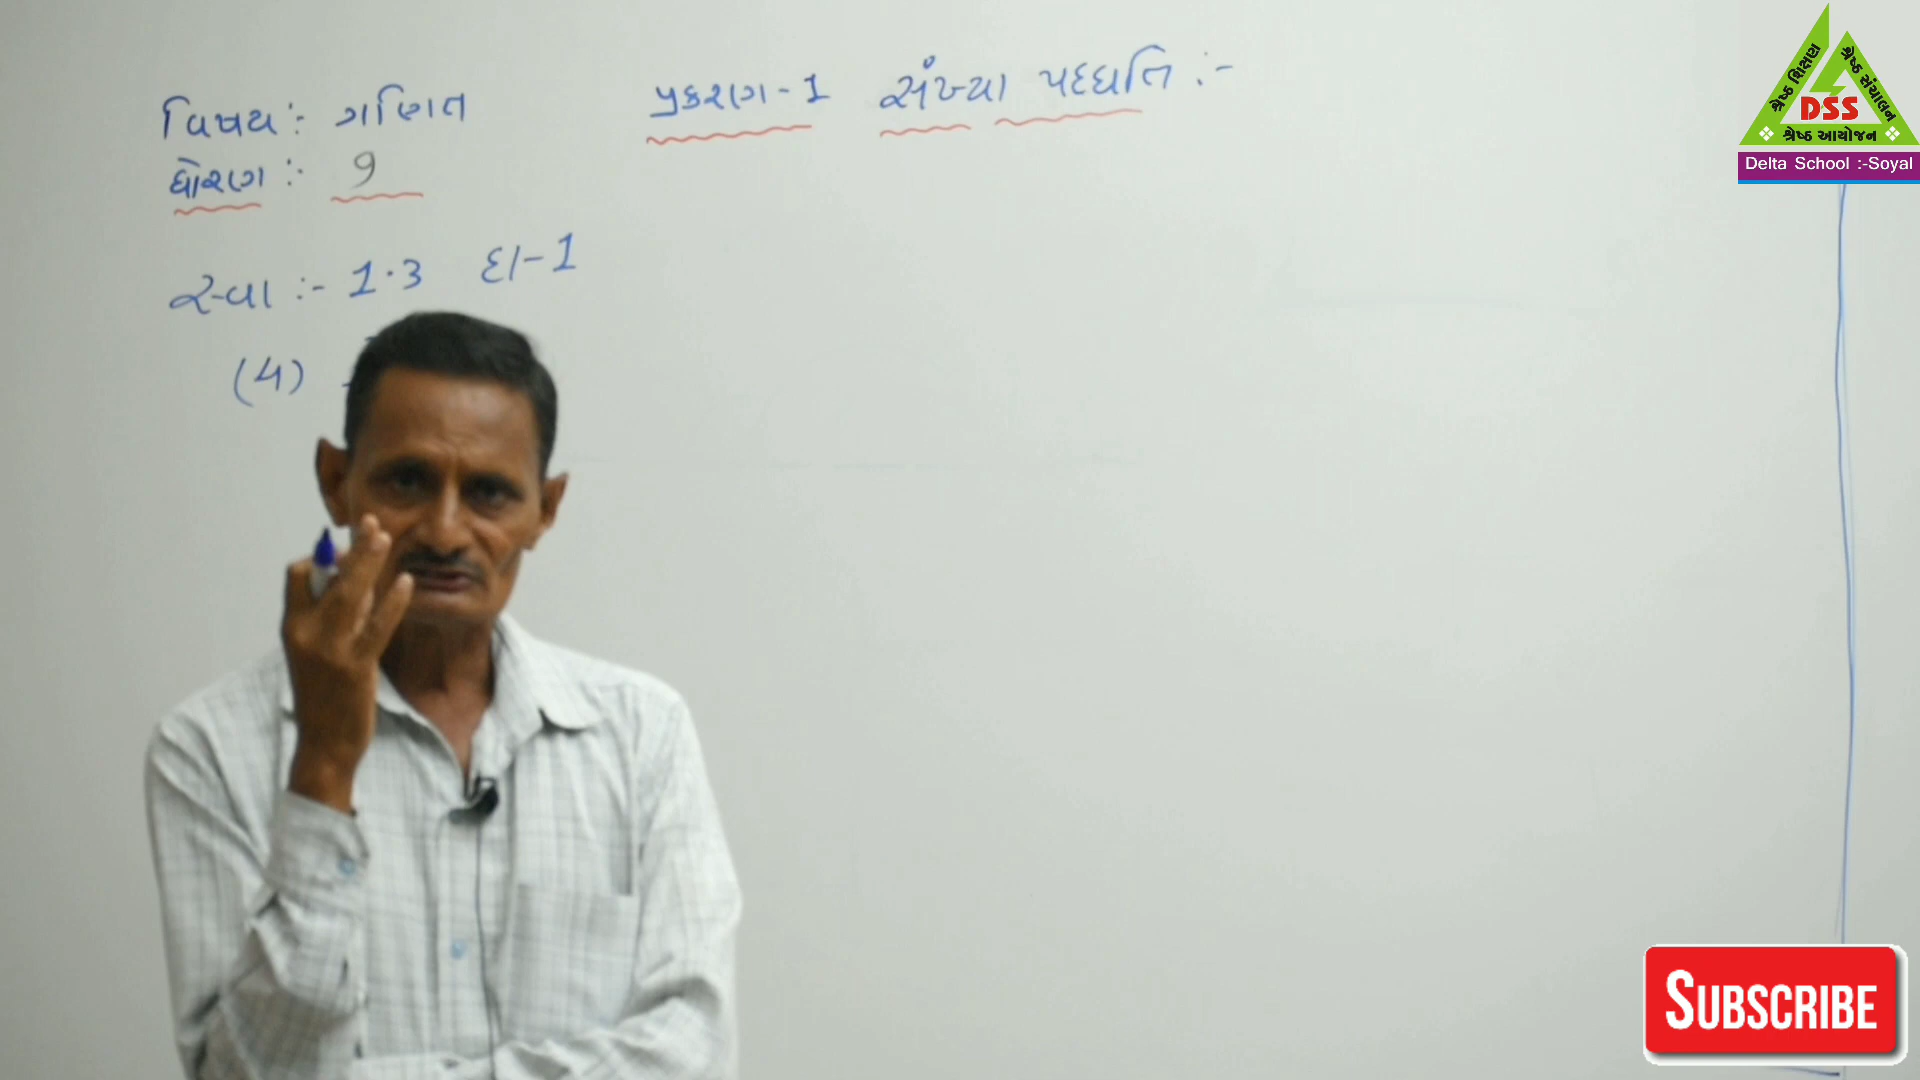 વિષય :- ગણિત
પ્રકરણ - 1 સંખ્યા પદ્ધતિ :-
ધોરણ :- 9
સ્વા :- 1.3 દા-1
(4)
શ્રેષ્ઠ શિક્ષણ
શ્રેષ્ઠ સંચાલન
DSS
શ્રેષ્ઠ આયોજન
Delta School :-Soyal
SUBSCRIBE